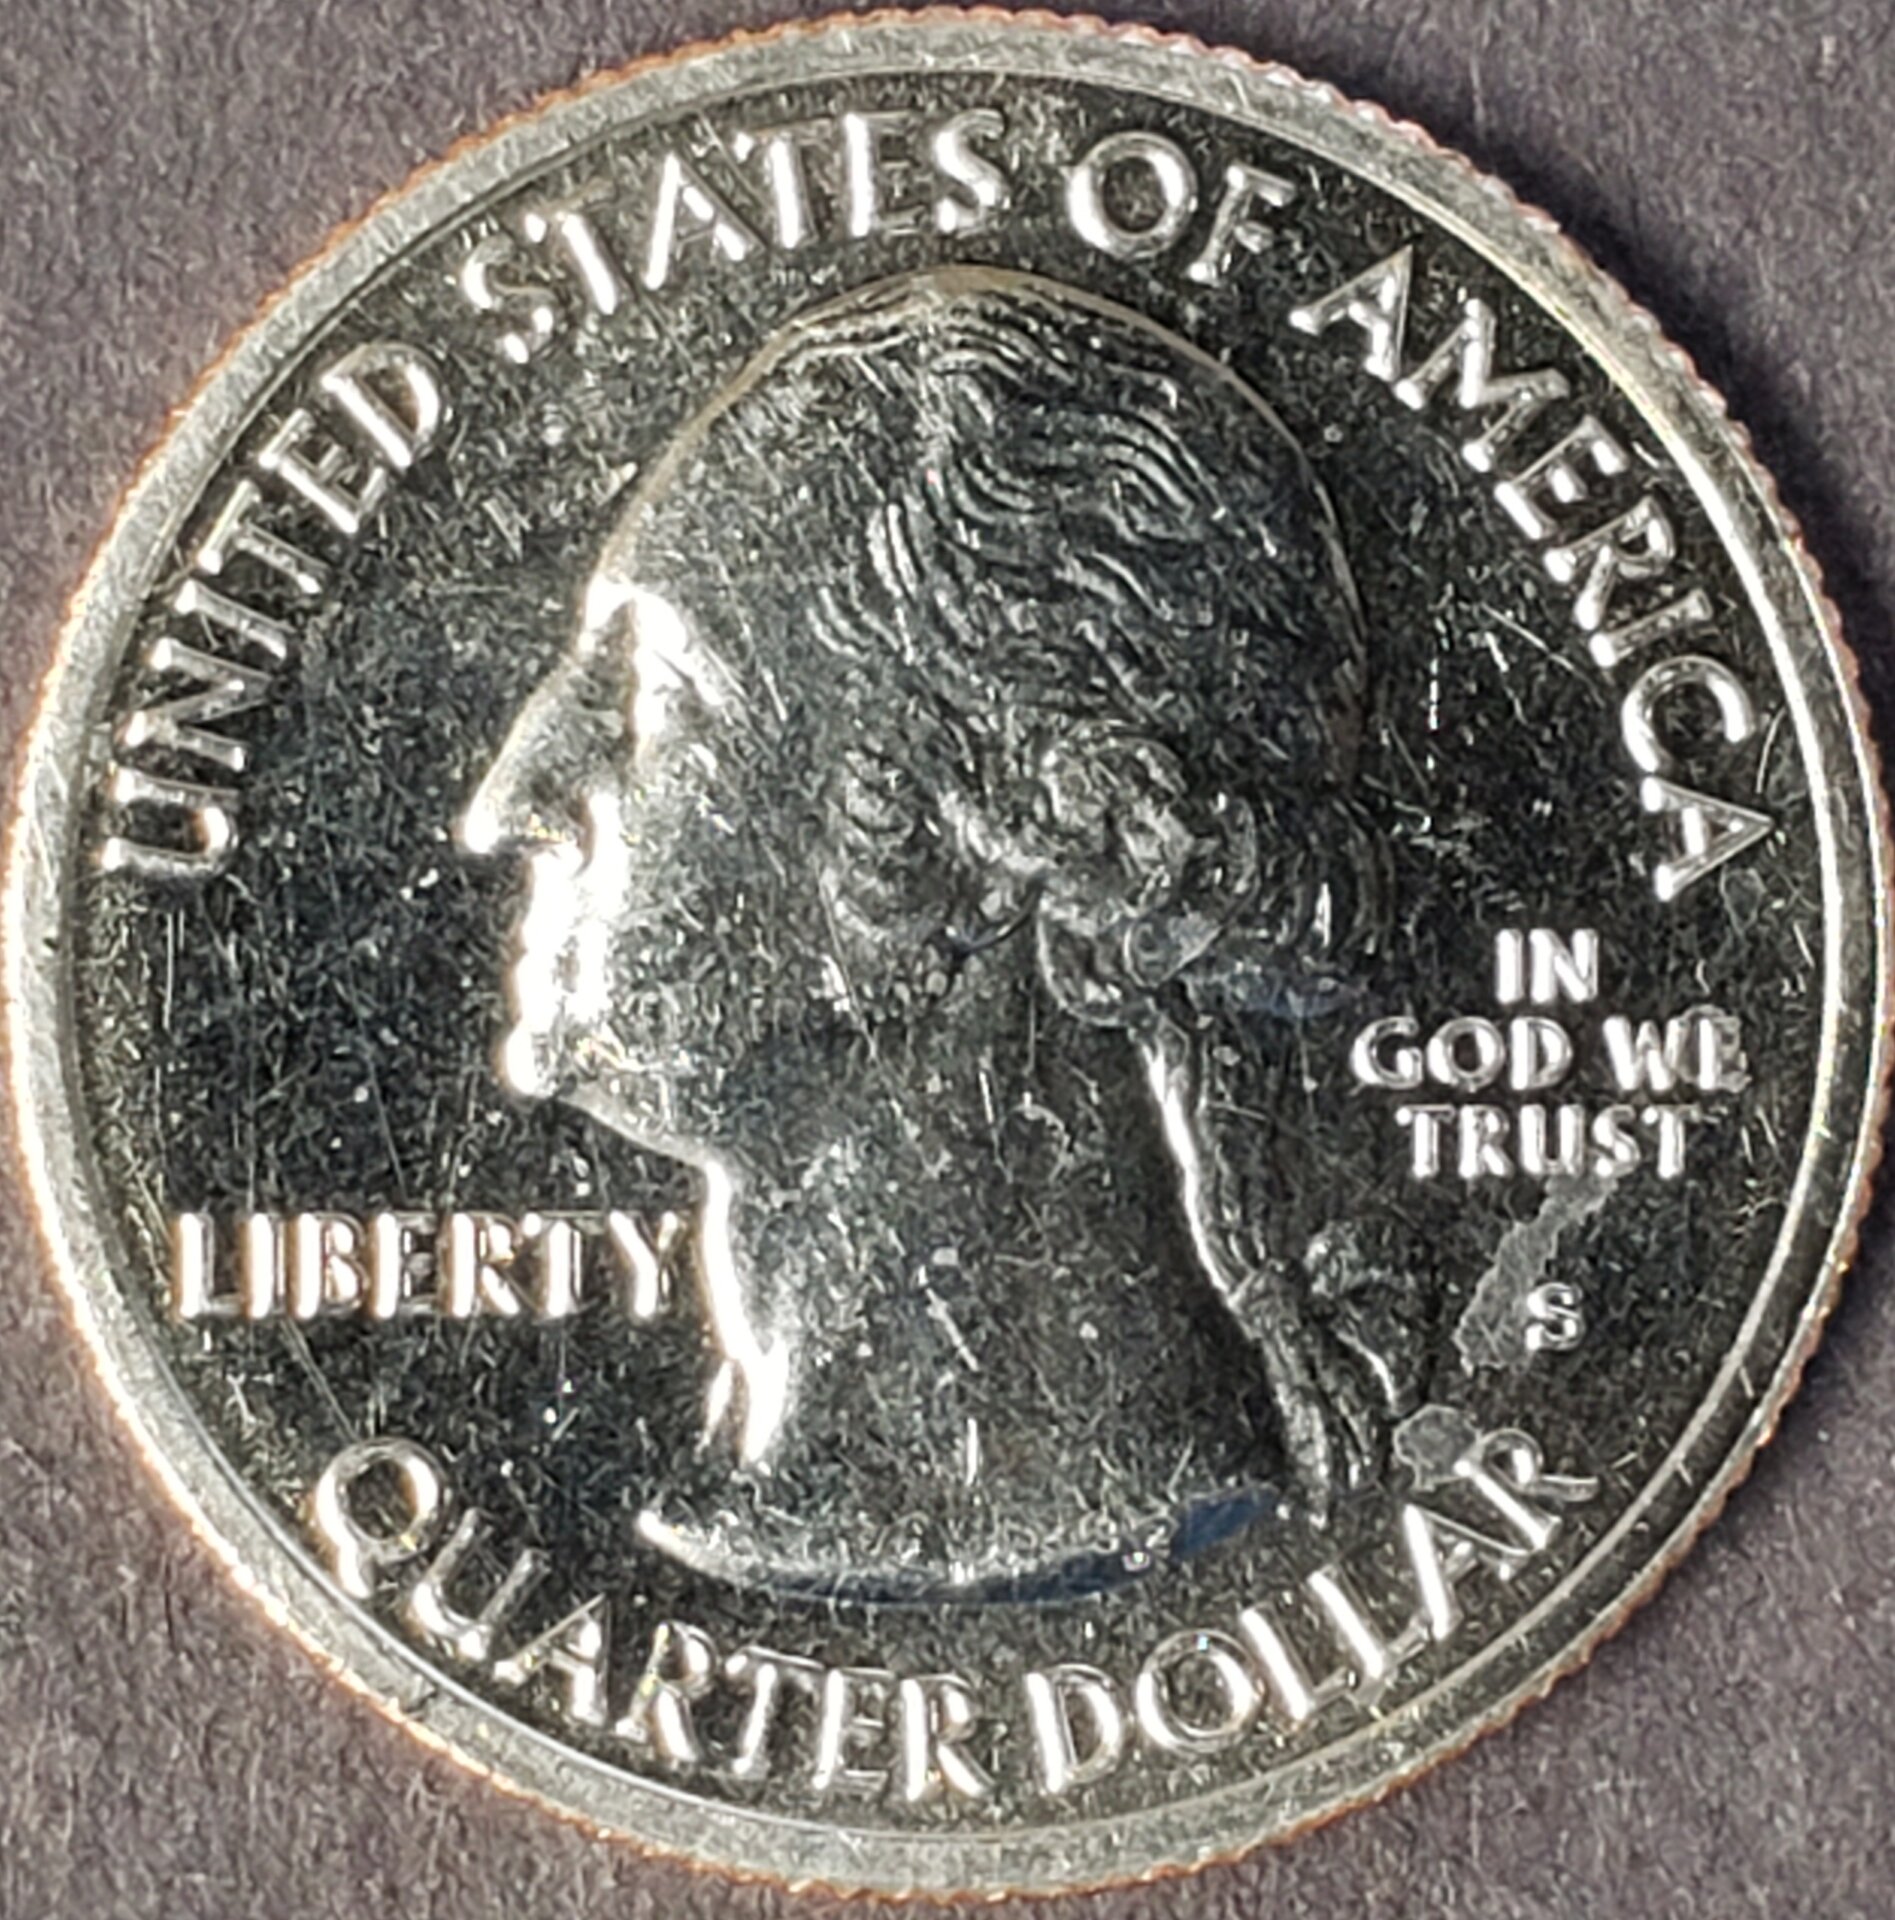 UNITED STATES OF AMERICA
IN
GOD WE
TRUST
LIBERTY
S
QUARTER DOLLAR